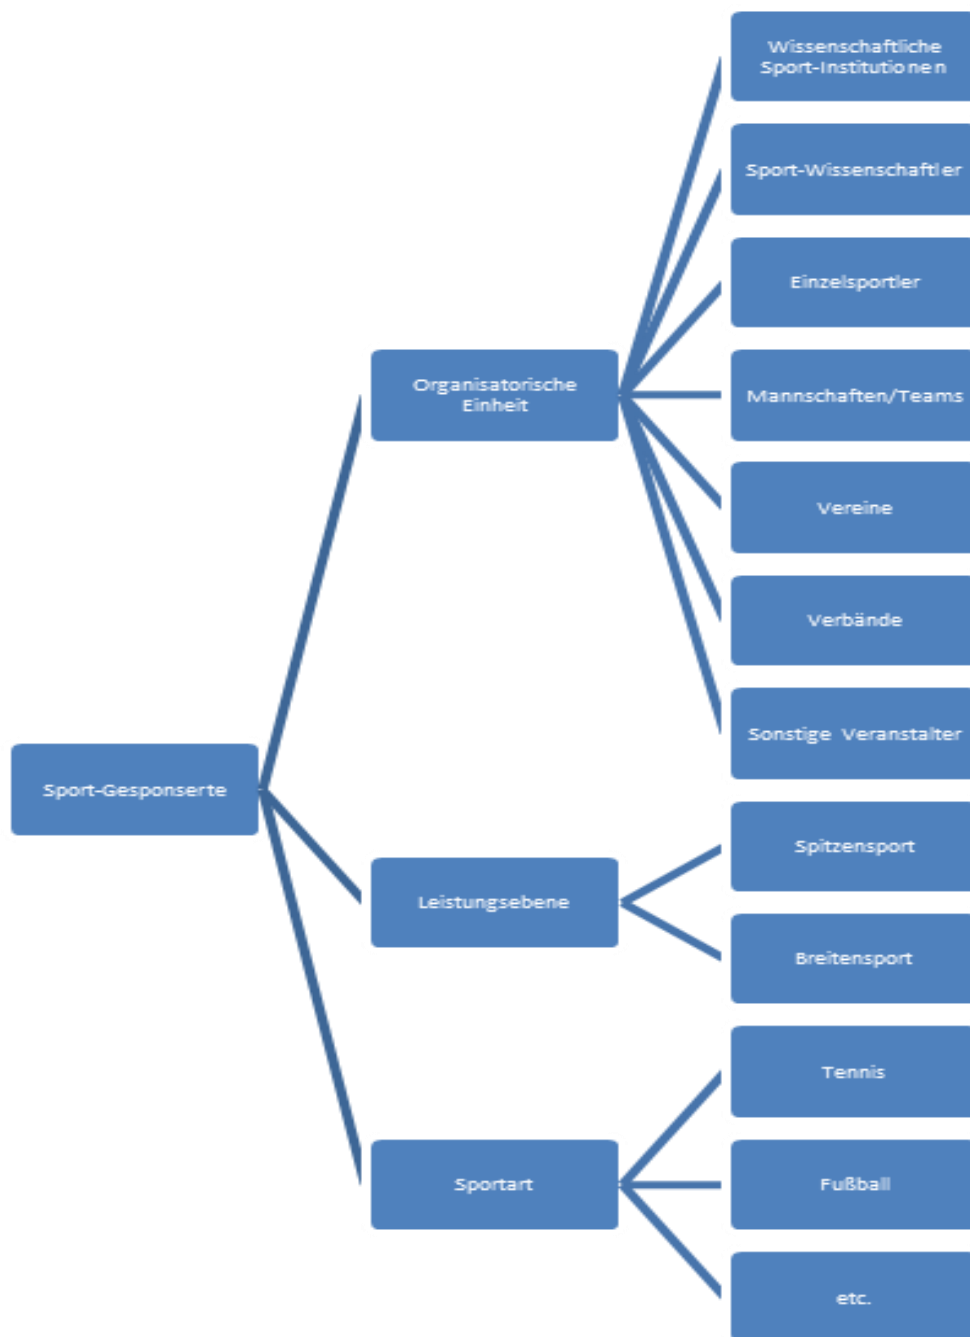 Wissenschaftliche
Sport-Institutionen
Sport-Wissenschaftler
Einzelsportler
Organisatorische
Einheit
Mannschaften/Teams
Vereine
Verbände
Sonstige Veranstalter
Sport-Gesponserte
Spitzensport
Leistungsebene
Breitensport
Tennis
Sportart
Fußball
etc.